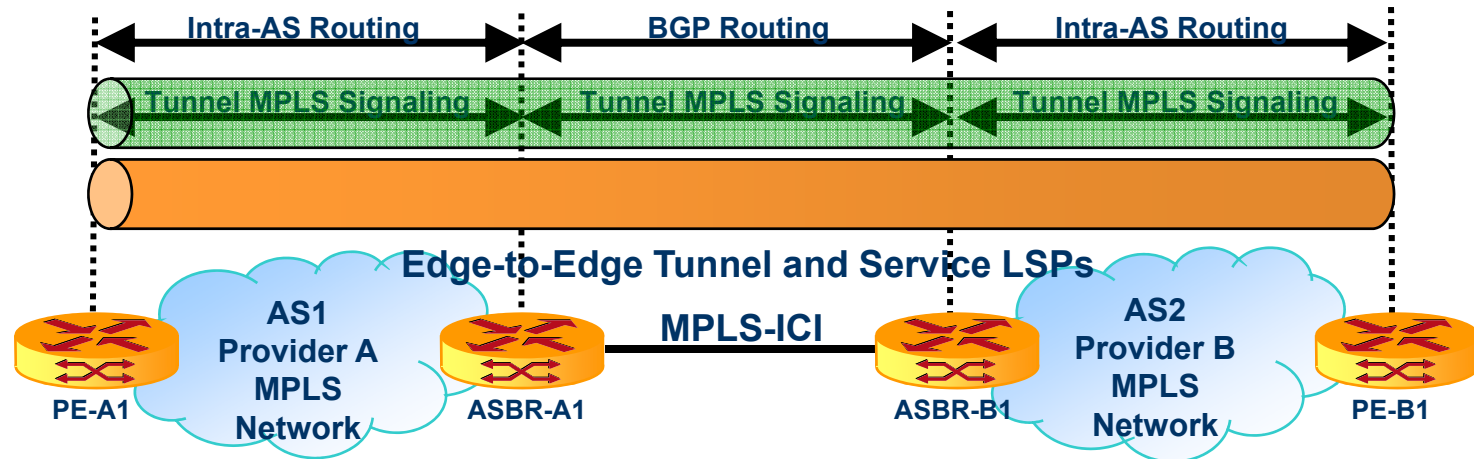 Intra-AS Routing
BGP Routing
Intra-AS Routing
Tunnel MPLS Signaling
Tunnel MPLS Signaling
Tunnel MPLS Signaling
Edge-to-Edge Tunnel and Service LSPs
AS1
Provider A
MPLS
Network
MPLS-ICI
AS2
Provider B
MPLS
Network
PE-A1
ASBR-A1
ASBR-B1
PE-B1